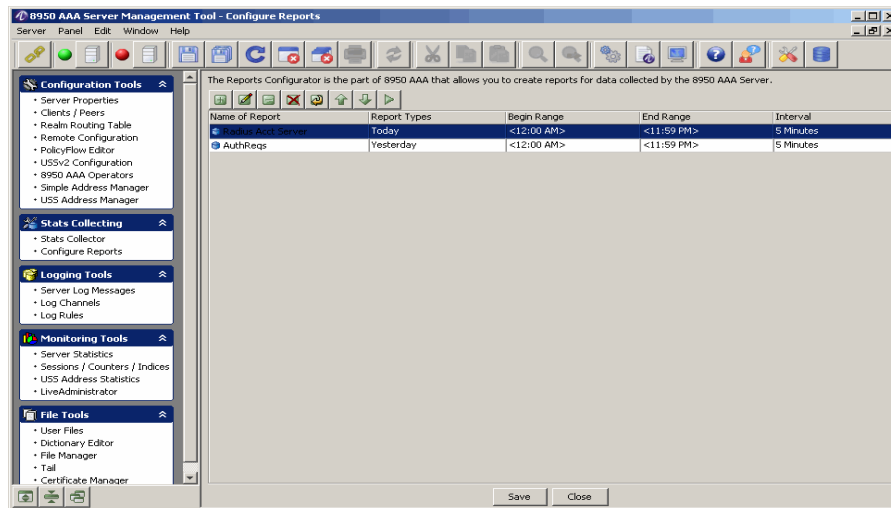 8950 AAA Server Management Tool - Configure Reports
Server Panel Edit Window Help
Configuration Tools
• Server Properties
• Clients / Peers
• Realm Routing Table
• Remote Configuration
• PolicyFlow Editor
• USSv2 Configuration
• 8950 AAA Operators
• Simple Address Manager
• USS Address Manager
Stats Collecting
• Stats Collector
• Configure Reports
Logging Tools
• Server Log Messages
• Log Channels
• Log Rules
Monitoring Tools
• Server Statistics
• Sessions / Counters / Indices
• USS Address Statistics
• LiveAdministrator
File Tools
• User Files
• Dictionary Editor
• File Manager
• Tail
• Certificate Manager
The Reports Configurator is the part of 8950 AAA that allows you to create reports for data collected by the 8950 AAA Server.
Name of Report Report Types Begin Range End Range Interval
Radius Acct Server Today <12:00 AM> <11:59 PM> 5 Minutes
AuthReqs Yesterday <12:00 AM> <11:59 PM> 5 Minutes
Save Close